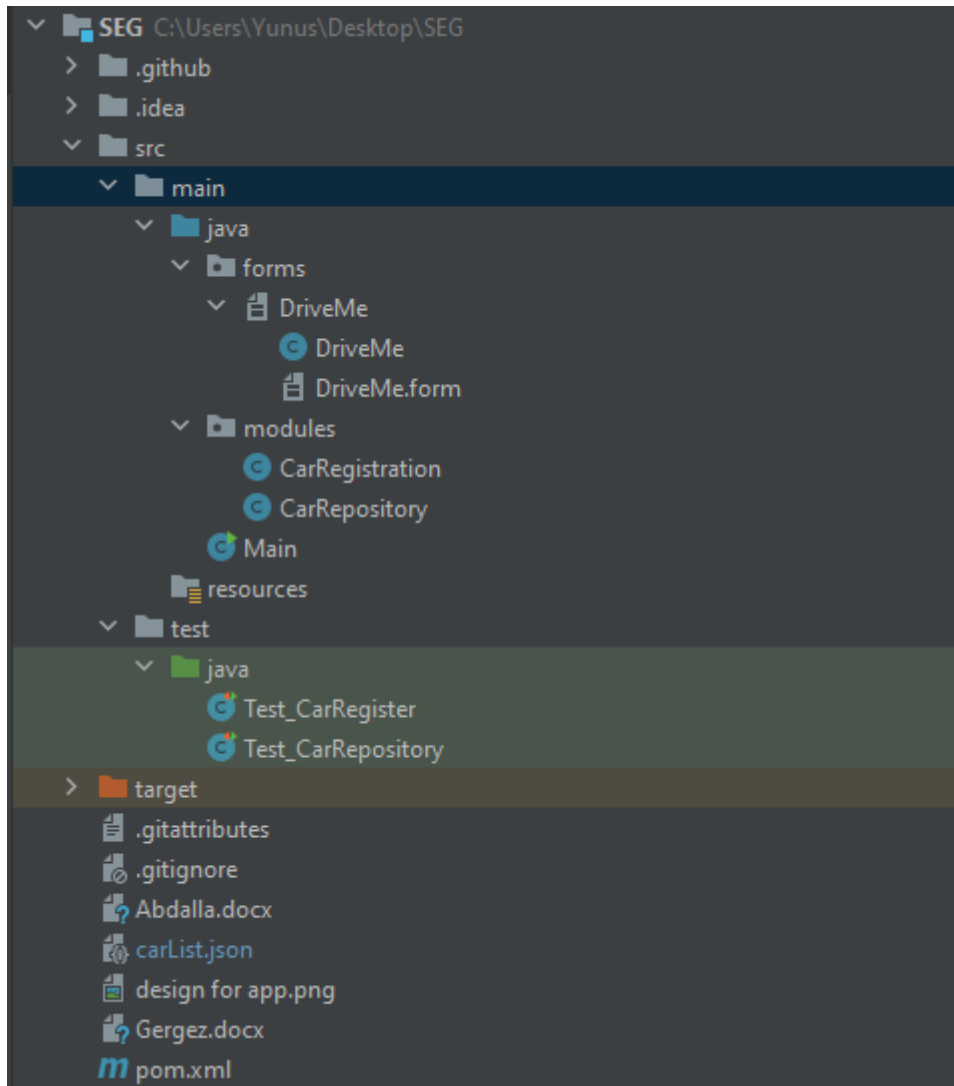 SEG C:\Users\Yunus\Desktop\SEG
.github
.idea
src
main
java
forms
DriveMe
DriveMe
DriveMe.form
modules
CarRegistration
CarRepository
Main
resources
test
java
Test_CarRegister
Test_CarRepository
target
.gitattributes
.gitignore
Abdalla.docx
carList.json
design for app.png
Gergez.docx
pom.xml